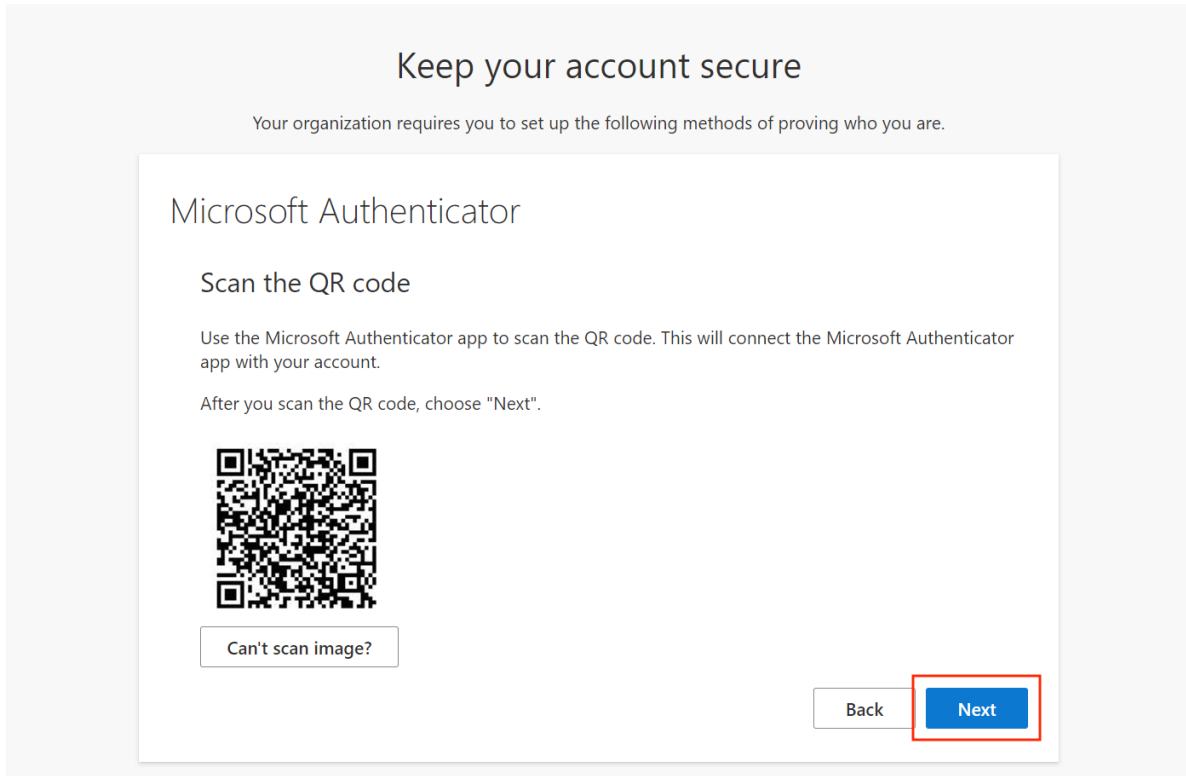 Keep your account secure
Your organization requires you to set up the following methods of proving who you are.
Microsoft Authenticator
Scan the QR code
Use the Microsoft Authenticator app to scan the QR code. This will connect the Microsoft Authenticator
app with your account.
After you scan the QR code, choose "Next".
Can't scan image?
Back
Next